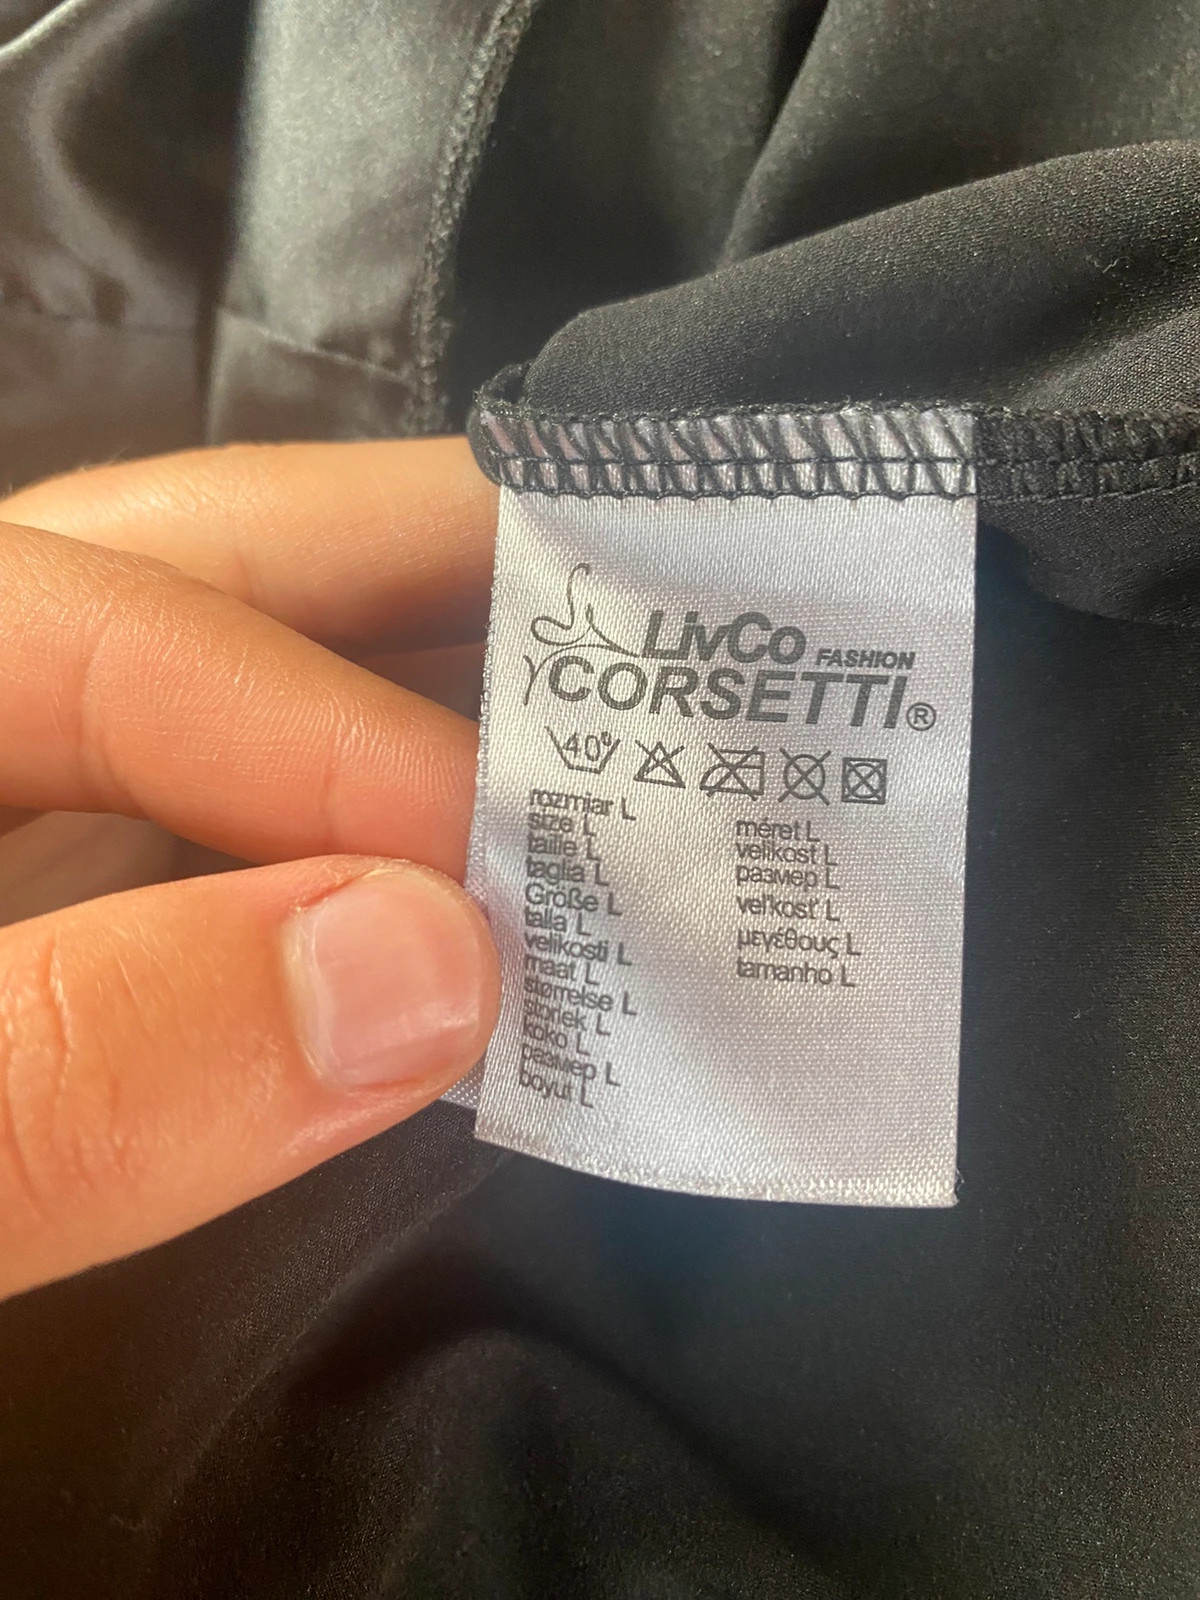 LivCo FASHION
CORSETTI®
40°
rozmiar L
size L
taille L
taglia L
Größe L
talla L
velikosti L
maat L
størrelse L
storlek L
koko L
размер L
boyut L
méret L
velikost L
размер L
veľkosť L
μεγέθους L
tamanho L